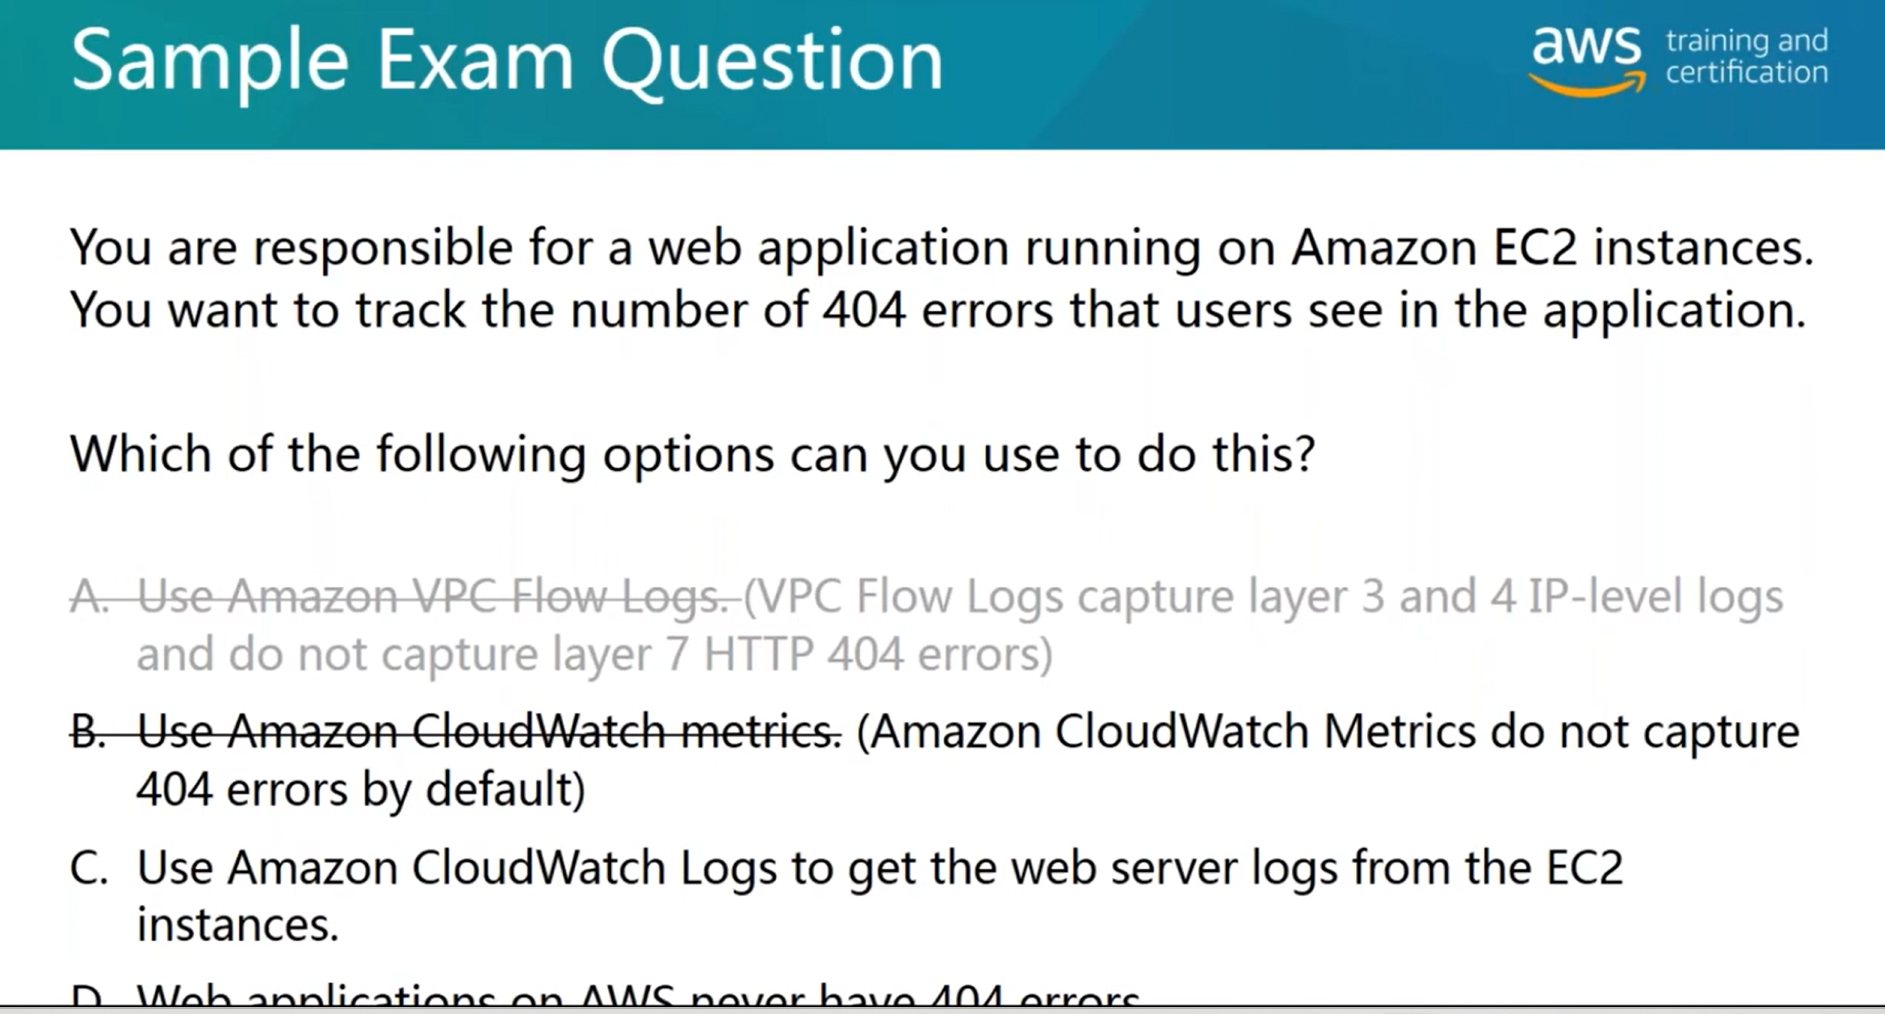 Sample Exam Question
aws training and
certification
You are responsible for a web application running on Amazon EC2 instances.
You want to track the number of 404 errors that users see in the application.
Which of the following options can you use to do this?
A. Use Amazon VPC Flow Logs. (VPC Flow Logs capture layer 3 and 4 IP-level logs
and do not capture layer 7 HTTP 404 errors)
B. Use Amazon CloudWatch metrics. (Amazon CloudWatch Metrics do not capture
404 errors by default)
C. Use Amazon CloudWatch Logs to get the web server logs from the EC2
instances.
D. Web applications on AWS never have 404 errors.